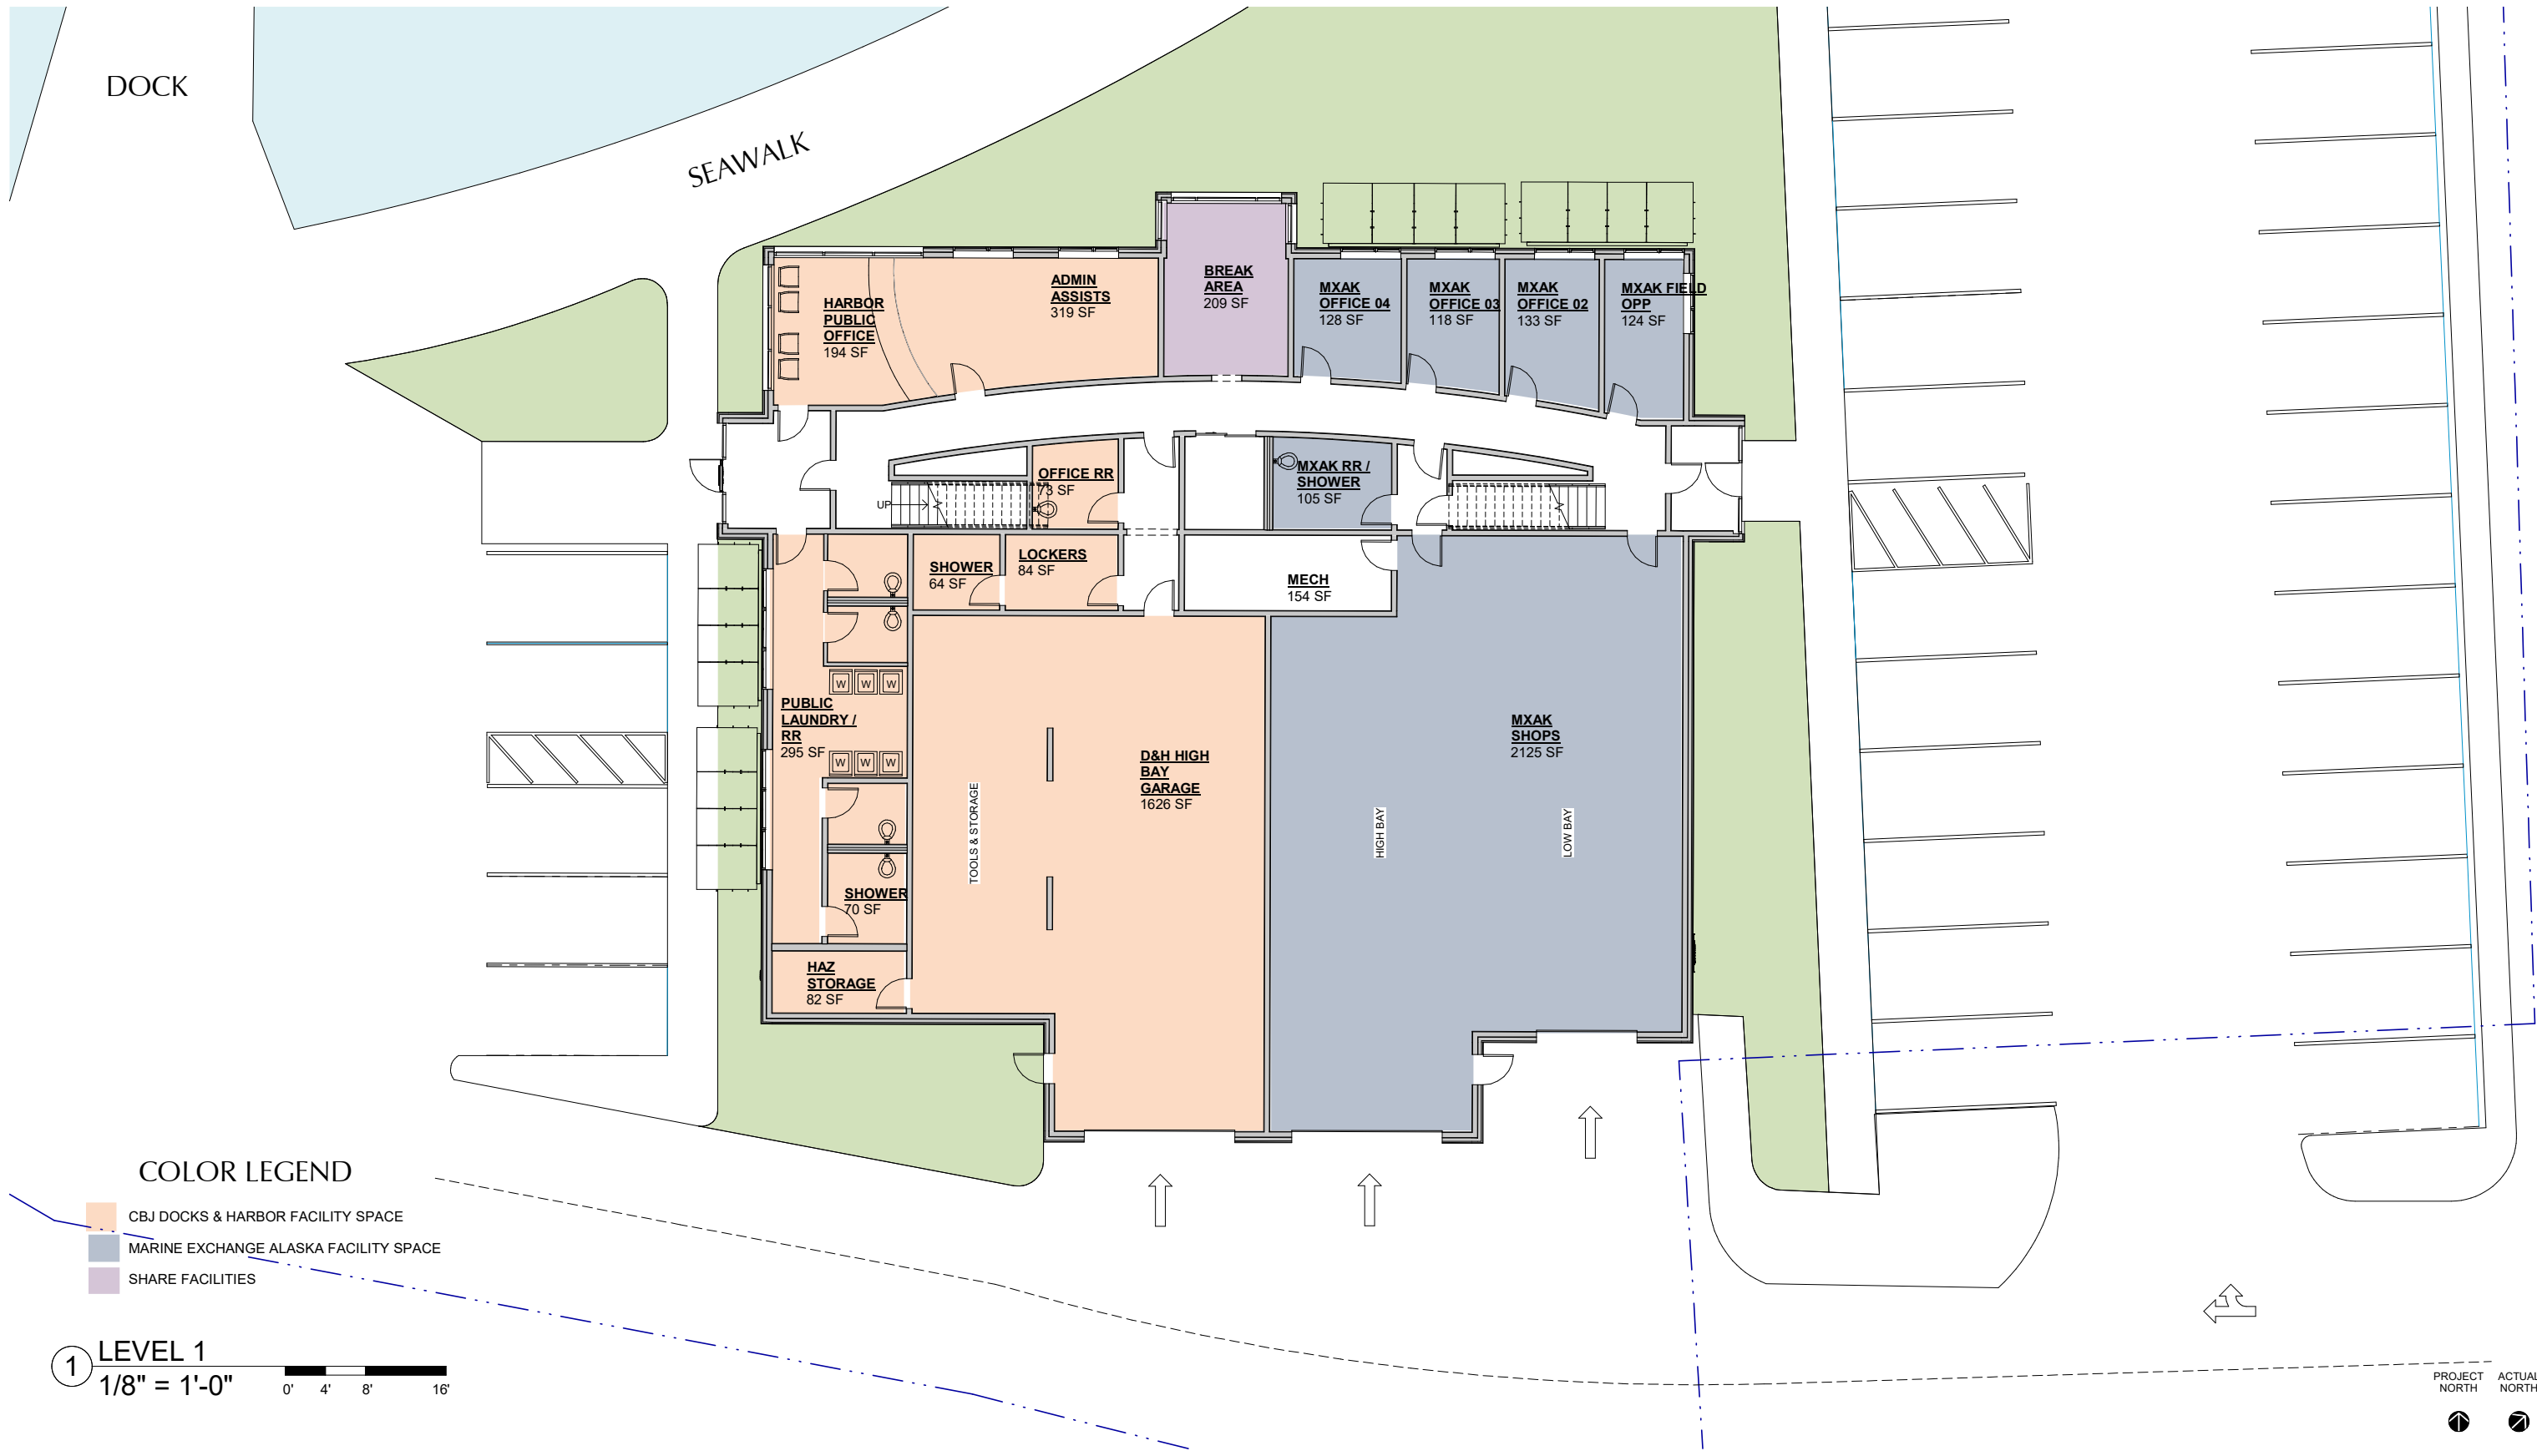 DOCK
SEAWALK
HARBOR
PUBLIC
OFFICE
194 SF
ADMIN
ASSISTS
319 SF
BREAK
AREA
209 SF
MXAK
OFFICE 04
128 SF
MXAK
OFFICE 03
118 SF
MXAK
OFFICE 02
133 SF
MXAK FIELD
OPP
124 SF
UP
OFFICE RR
73 SF
MXAK RR /
SHOWER
105 SF
SHOWER
64 SF
LOCKERS
84 SF
MECH
154 SF
W W W
PUBLIC
LAUNDRY /
RR
295 SF
W W W
TOOLS & STORAGE
D&H HIGH
BAY
GARAGE
1626 SF
MXAK
SHOPS
2125 SF
HIGH BAY
LOW BAY
SHOWER
70 SF
HAZ
STORAGE
82 SF
COLOR LEGEND
CBJ DOCKS & HARBOR FACILITY SPACE
MARINE EXCHANGE ALASKA FACILITY SPACE
SHARE FACILITIES
1
LEVEL 1
1/8" = 1'-0"
0' 4' 8' 16'
PROJECT
NORTH
ACTUAL
NORTH